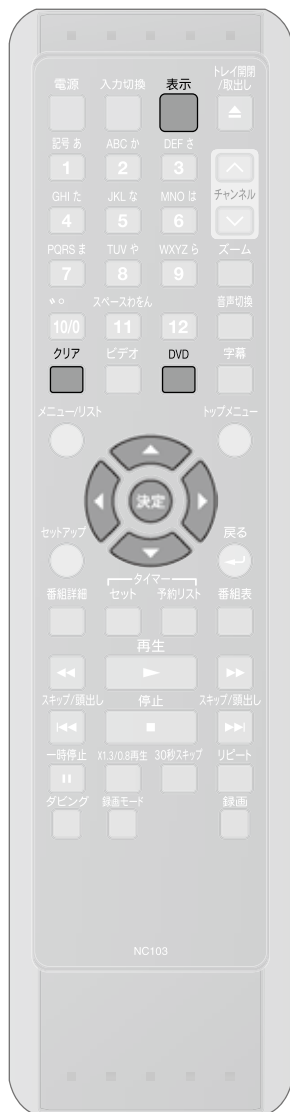 電源 入力切換 表示 トレイ開閉
/取出し
記号 あ ABC か DEF さ
1 2 3
チャンネル
GHI た JKL な MNO は
4 5 6
PQRS ま TUV や WXYZ ら ズーム
7 8 9
スペースわをん 音声切換
10/0 11 12
クリア ビデオ DVD 字幕
メニュー/リスト トップメニュー
決定
セットアップ 戻る
タイマー
番組詳細 セット 予約リスト 番組表
再生
スキップ/頭出し 停止 スキップ/頭出し
一時停止 X1.3/0.8再生 30秒スキップ リピート
ダビング 録画モード 録画
NC103